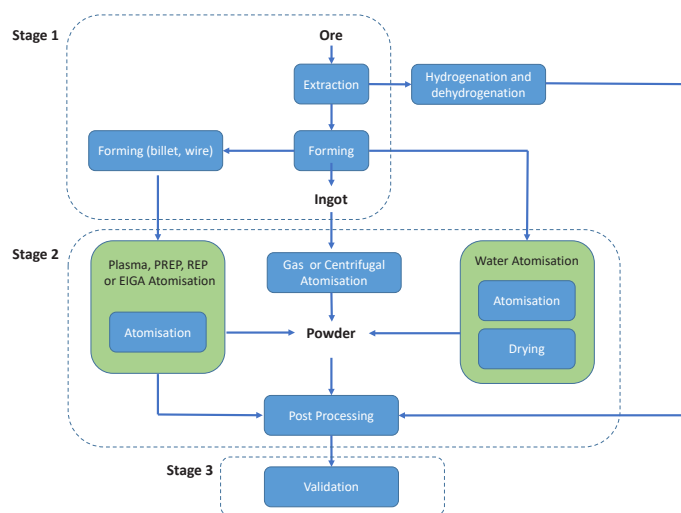 Stage 1
Ore
Extraction
Hydrogenation and
dehydrogenation
Forming (billet, wire)
Forming
Ingot
Stage 2
Plasma, PREP, REP
or EIGA Atomisation
Atomisation
Gas or Centrifugal
Atomisation
Powder
Water Atomisation
Atomisation
Drying
Post Processing
Stage 3
Validation